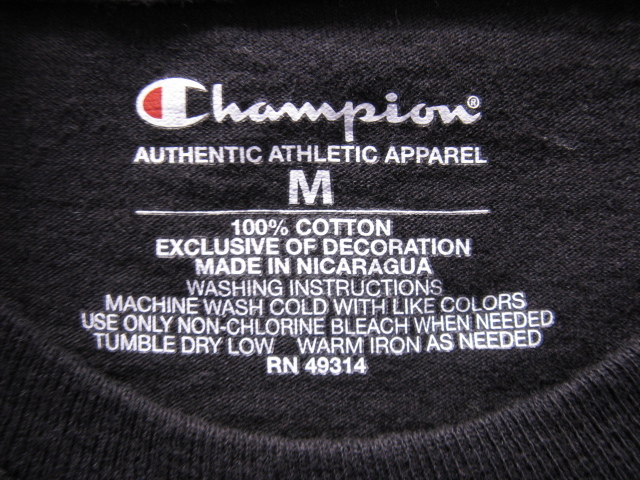 Champion®
AUTHENTIC ATHLETIC APPAREL
M
100% COTTON
EXCLUSIVE OF DECORATION
MADE IN NICARAGUA
WASHING INSTRUCTIONS
MACHINE WASH COLD WITH LIKE COLORS
USE ONLY NON-CHLORINE BLEACH WHEN NEEDED
TUMBLE DRY LOW WARM IRON AS NEEDED
RN 49314